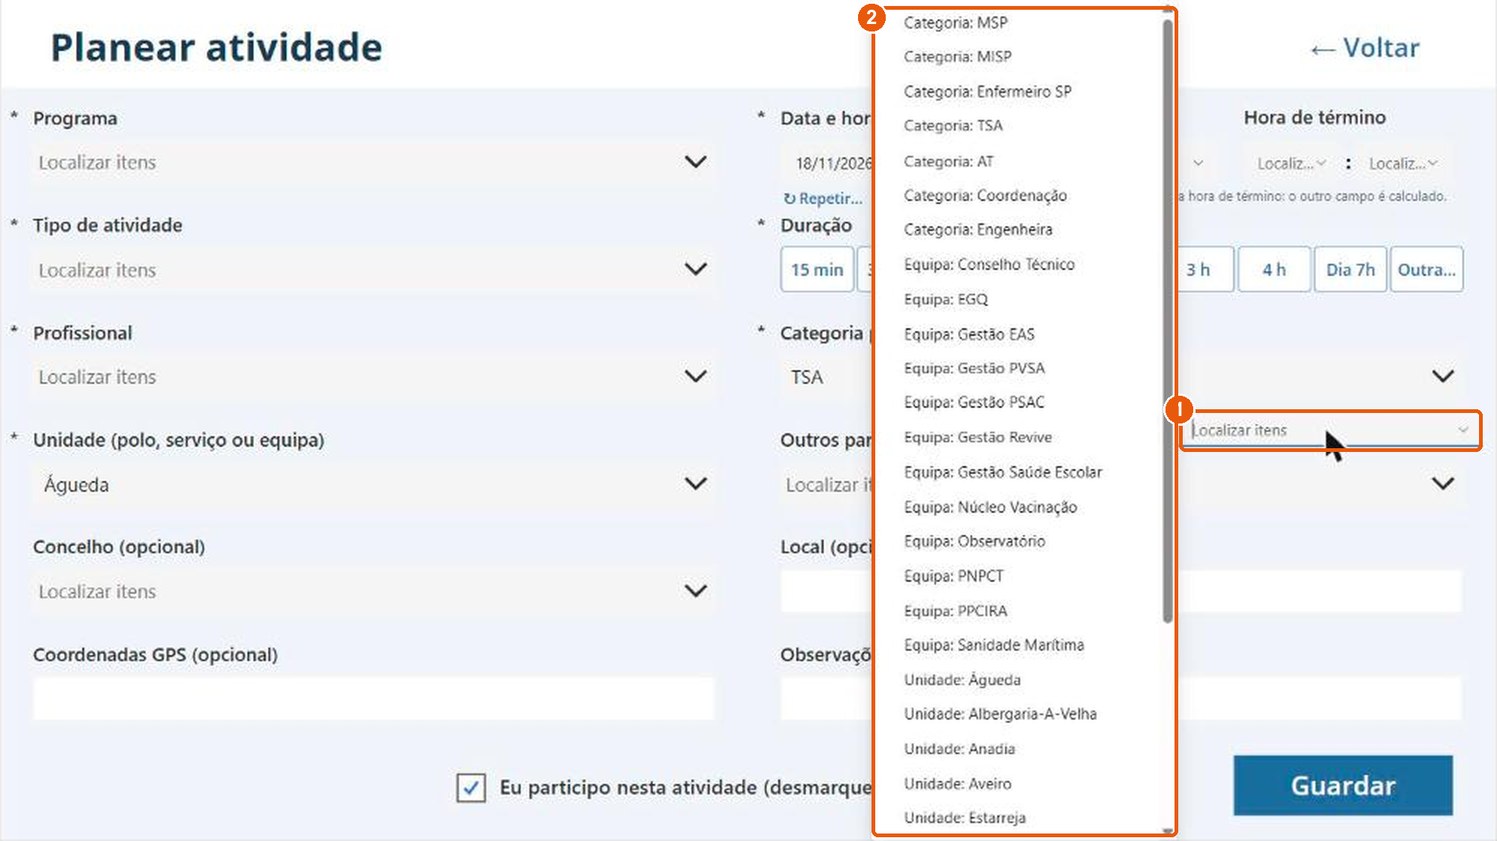 Planear atividade
← Voltar
* Programa
Localizar itens
* Data e hor
18/11/2026
Hora de término
Localiz... : Localiz...
↻ Repetir...
a hora de término: o outro campo é calculado.
* Tipo de atividade
Localizar itens
* Duração
15 min
3 h
4 h
Dia 7h
Outra...
* Profissional
Localizar itens
* Categoria
TSA
1
Localizar itens
* Unidade (polo, serviço ou equipa)
Águeda
Outros par
Localizar it
Concelho (opcional)
Localizar itens
Local (opci
Coordenadas GPS (opcional)
Observaçõ
Eu participo nesta atividade (desmarque
Guardar
2
Categoria: MSP
Categoria: MISP
Categoria: Enfermeiro SP
Categoria: TSA
Categoria: AT
Categoria: Coordenação
Categoria: Engenheira
Equipa: Conselho Técnico
Equipa: EGQ
Equipa: Gestão EAS
Equipa: Gestão PVSA
Equipa: Gestão PSAC
Equipa: Gestão Revive
Equipa: Gestão Saúde Escolar
Equipa: Núcleo Vacinação
Equipa: Observatório
Equipa: PNPCT
Equipa: PPCIRA
Equipa: Sanidade Marítima
Unidade: Águeda
Unidade: Albergaria-A-Velha
Unidade: Anadia
Unidade: Aveiro
Unidade: Estarreja